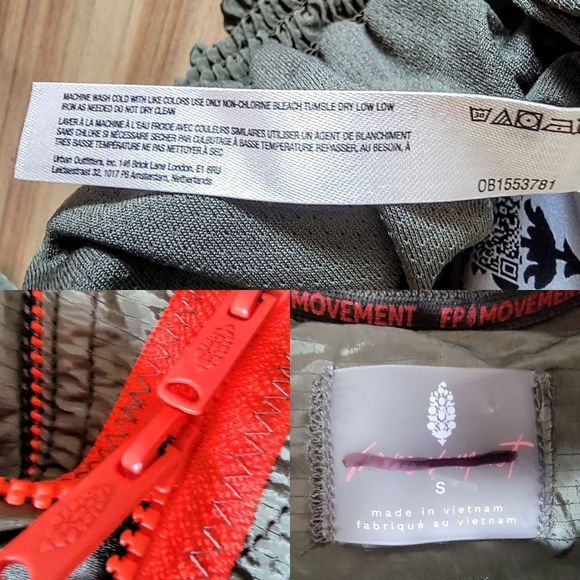 MACHINE WASH COLD WITH LIKE COLORS USE ONLY NON-CHLORINE BLEACH TUMBLE DRY LOW LOW
IRON AS NEEDED DO NOT DRY CLEAN
LAVER À LA MACHINE À L'EAU FROIDE AVEC COULEURS SIMILAIRES UTILISER UN AGENT DE BLANCHIMENT
SANS CHLORE SI NÉCESSAIRE SÉCHER PAR CULBUTAGE À BASSE TEMPÉRATURE REPASSER, AU BESOIN, À
TRÈS BASSE TEMPÉRATURE NE PAS NETTOYER À SEC
Urban Outfitters, Inc. 146 Brick Lane London, E1 6RU
Leidsestraat 32, 1017 PB Amsterdam, Netherlands
30
OB1553781
MOVEMENT FP MOVEMENT
S
made in vietnam
fabriqué au vietnam